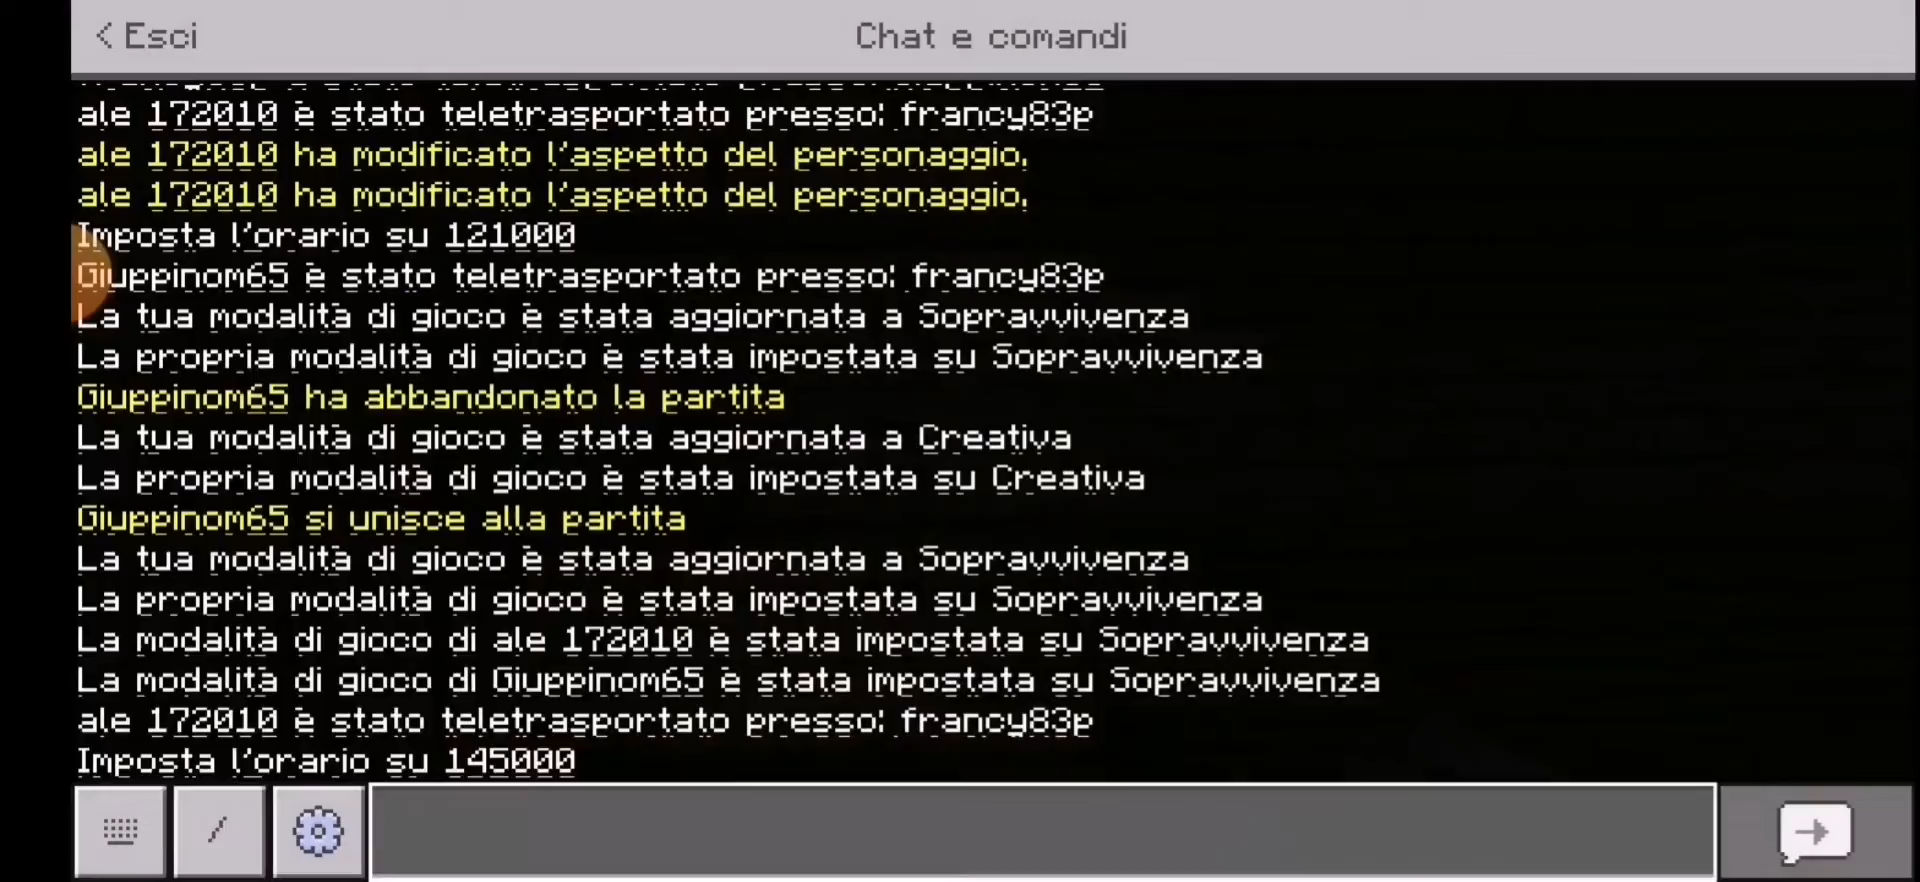 < Esci
Chat e comandi
ale 172010 è stato teletrasportato presso: francy83p
ale 172010 ha modificato l'aspetto del personaggio.
ale 172010 ha modificato l'aspetto del personaggio.
Imposta l'orario su 121000
Giuppinom65 è stato teletrasportato presso: francy83p
La tua modalità di gioco è stata aggiornata a Sopravvivenza
La propria modalità di gioco è stata impostata su Sopravvivenza
Giuppinom65 ha abbandonato la partita
La tua modalità di gioco è stata aggiornata a Creativa
La propria modalità di gioco è stata impostata su Creativa
Giuppinom65 si unisce alla partita
La tua modalità di gioco è stata aggiornata a Sopravvivenza
La propria modalità di gioco è stata impostata su Sopravvivenza
La modalità di gioco di ale 172010 è stata impostata su Sopravvivenza
La modalità di gioco di Giuppinom65 è stata impostata su Sopravvivenza
ale 172010 è stato teletrasportato presso: francy83p
Imposta l'orario su 145000
/